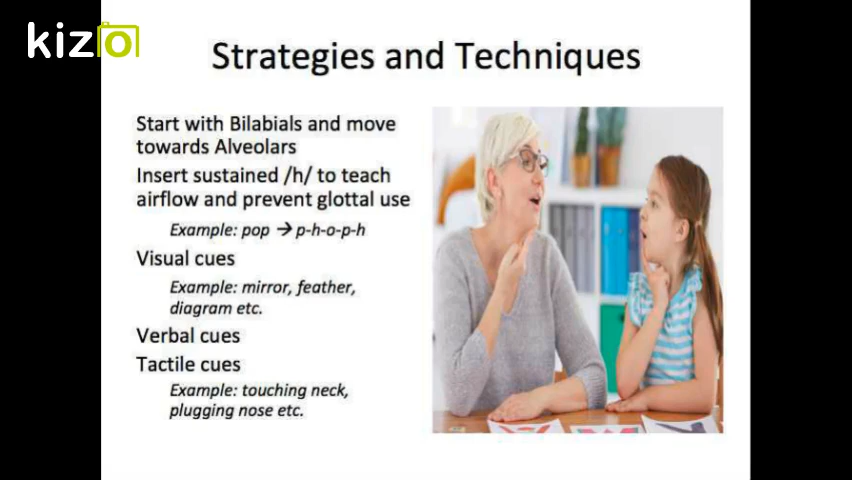 kizoa
Strategies and Techniques
Start with Bilabials and move
towards Alveolars
Insert sustained /h/ to teach
airflow and prevent glottal use
Example: pop → p-h-o-p-h
Visual cues
Example: mirror, feather,
diagram etc.
Verbal cues
Tactile cues
Example: touching neck,
plugging nose etc.